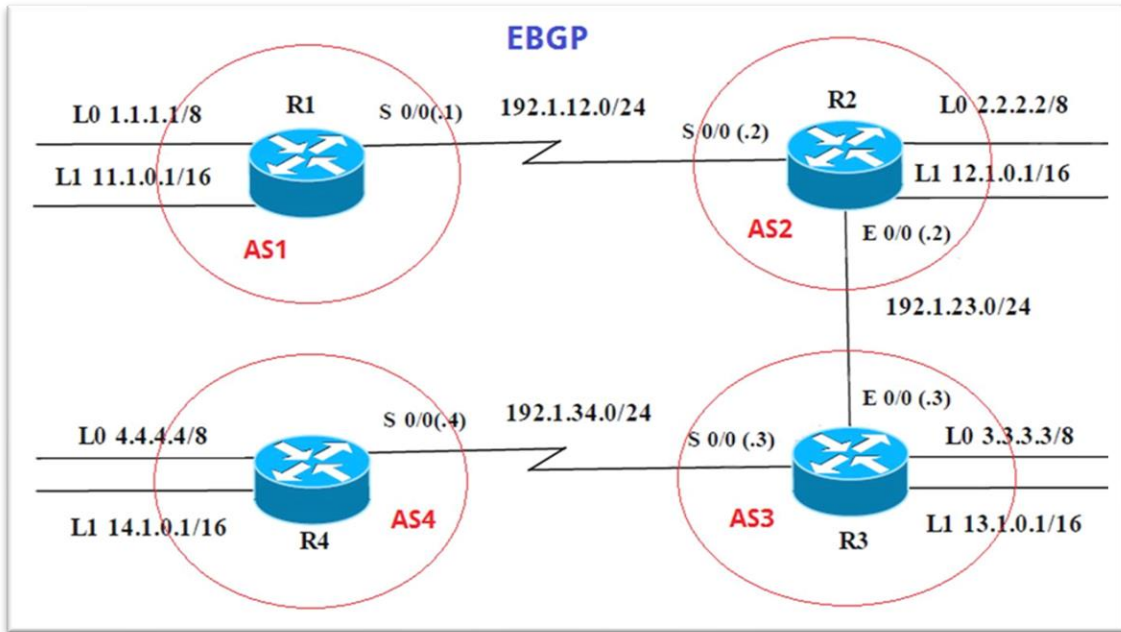 EBGP
L0 1.1.1.1/8
R1
S 0/0(.1)
192.1.12.0/24
R2
L0 2.2.2.2/8
S 0/0 (.2)
L1 11.1.0.1/16
L1 12.1.0.1/16
AS1
AS2
E 0/0 (.2)
192.1.23.0/24
L0 4.4.4.4/8
S 0/0(.4)
192.1.34.0/24
E 0/0 (.3)
S 0/0 (.3)
L0 3.3.3.3/8
L1 14.1.0.1/16
R4
AS4
AS3
R3
L1 13.1.0.1/16